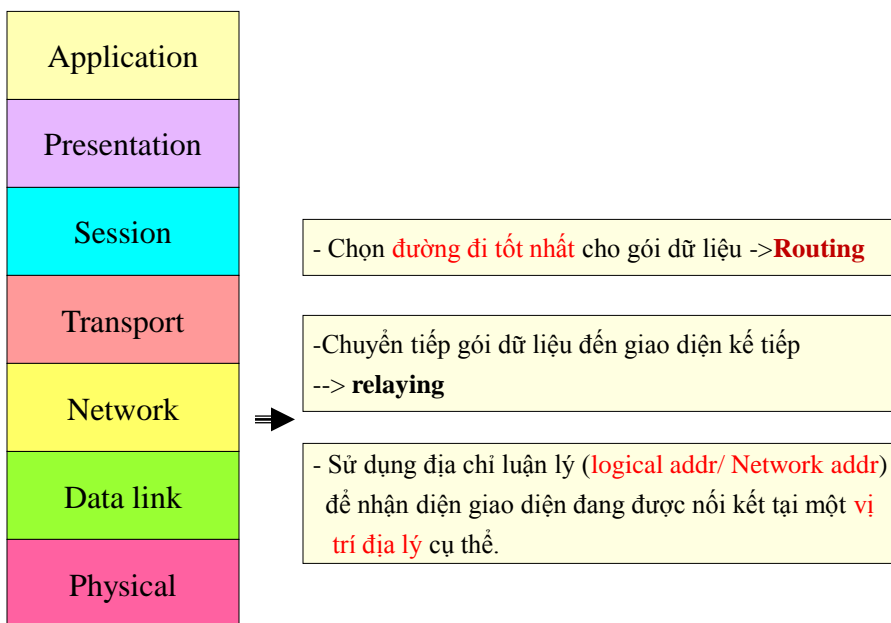 Application
Presentation
Session
Transport
Network
Data link
Physical
- Chọn đường đi tốt nhất cho gói dữ liệu ->Routing
-Chuyển tiếp gói dữ liệu đến giao diện kế tiếp
--> relaying
- Sử dụng địa chỉ luận lý (logical addr/ Network addr)
để nhận diện giao diện đang được nối kết tại một vị
trí địa lý cụ thể.